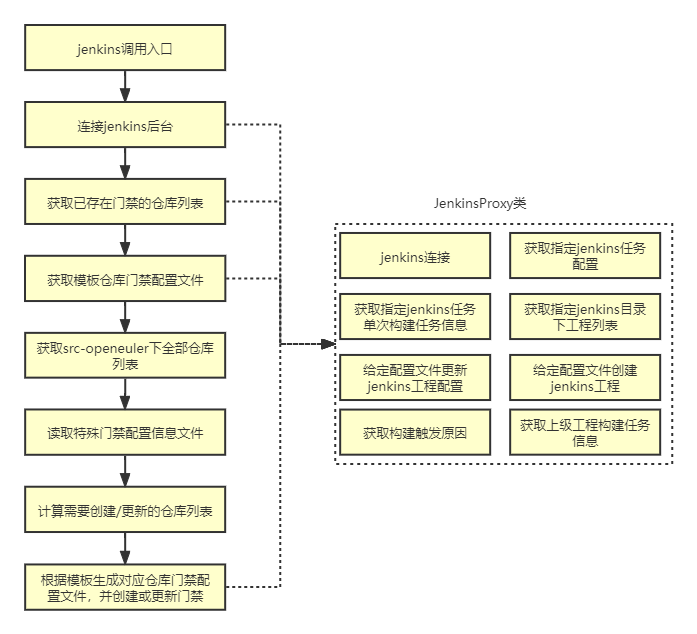 jenkins调用入口
连接jenkins后台
获取已存在门禁的仓库列表
获取模板仓库门禁配置文件
获取src-openeuler下全部仓库
列表
读取特殊门禁配置信息文件
计算需要创建/更新的仓库列表
根据模板生成对应仓库门禁配
置文件，并创建或更新门禁
JenkinsProxy类
jenkins连接
获取指定jenkins任务
配置
获取指定jenkins任务
单次构建任务信息
获取指定jenkins目录
下工程列表
给定配置文件更新
jenkins工程配置
给定配置文件创建
jenkins工程
获取构建触发原因
获取上级工程构建任务
信息